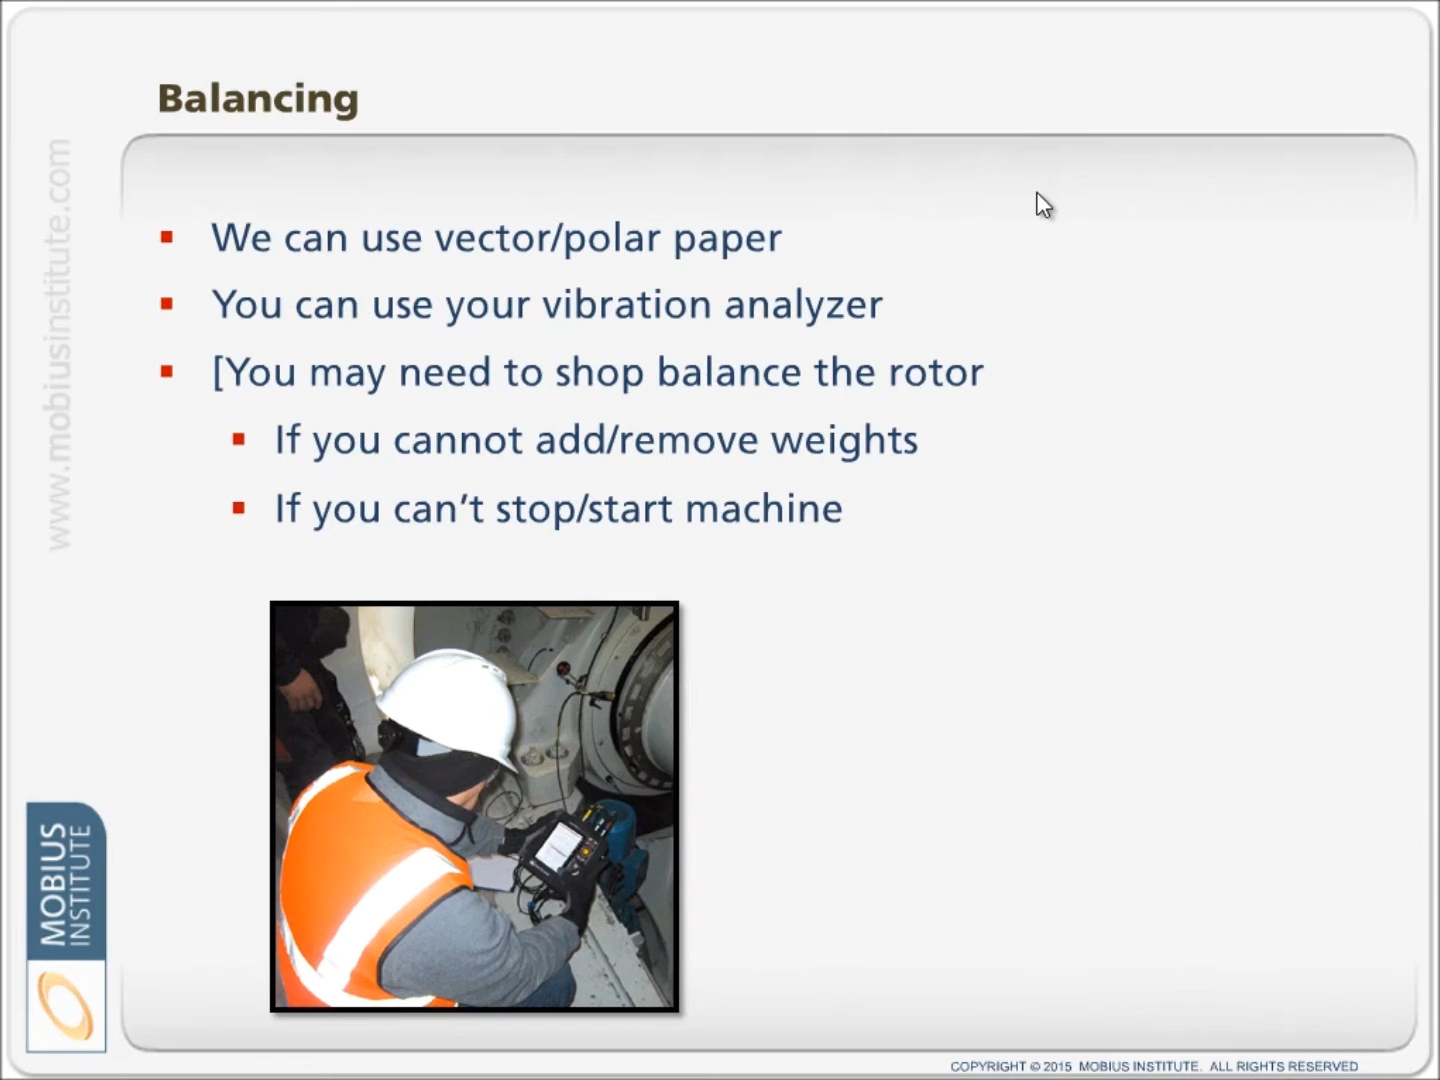 Balancing
www.mobiusinstitute.com
We can use vector/polar paper
You can use your vibration analyzer
[You may need to shop balance the rotor
If you cannot add/remove weights
If you can’t stop/start machine
MOBIUS
INSTITUTE
COPYRIGHT © 2015 MOBIUS INSTITUTE. ALL RIGHTS RESERVED